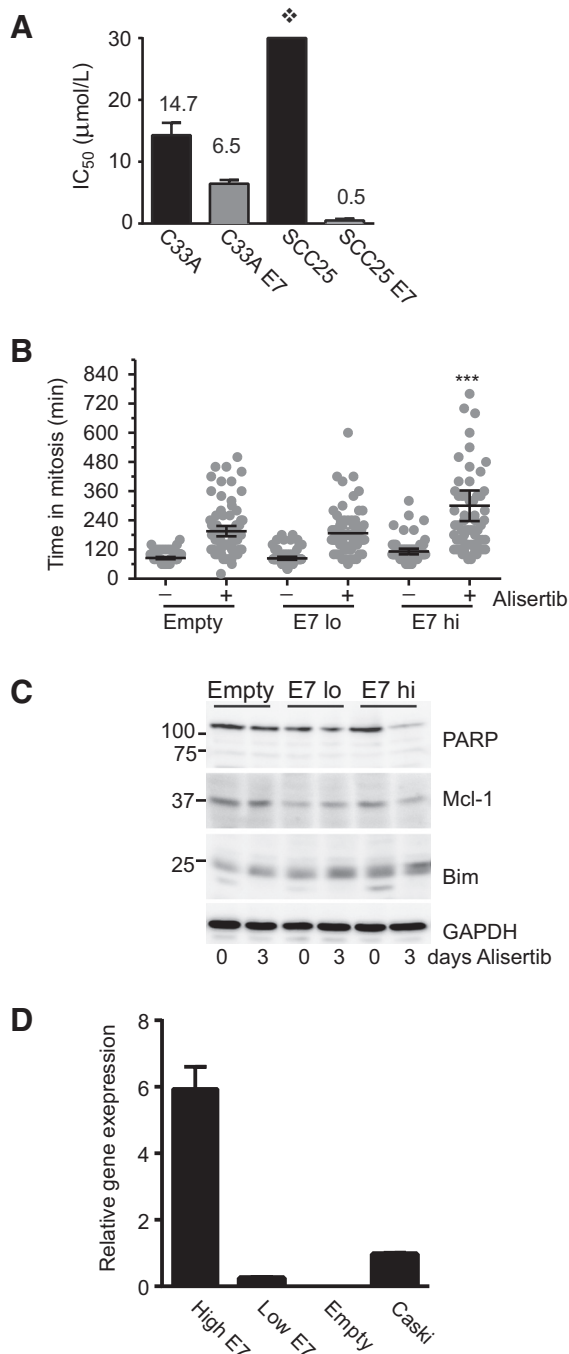 A
IC50 (μmol/L)
30
20
10
0
14.7
6.5
❖
0.5
C33A
C33A E7
SCC25
SCC25 E7
B
Time in mitosis (min)
840
720
600
480
360
240
120
0
***
– + – + – + Alisertib
Empty E7 lo E7 hi
C
Empty E7 lo E7 hi
100
75
PARP
37
Mcl-1
25
Bim
GAPDH
0 3 0 3 0 3 days Alisertib
D
Relative gene exepression
8
6
4
2
0
High E7
Low E7
Empty
Caski